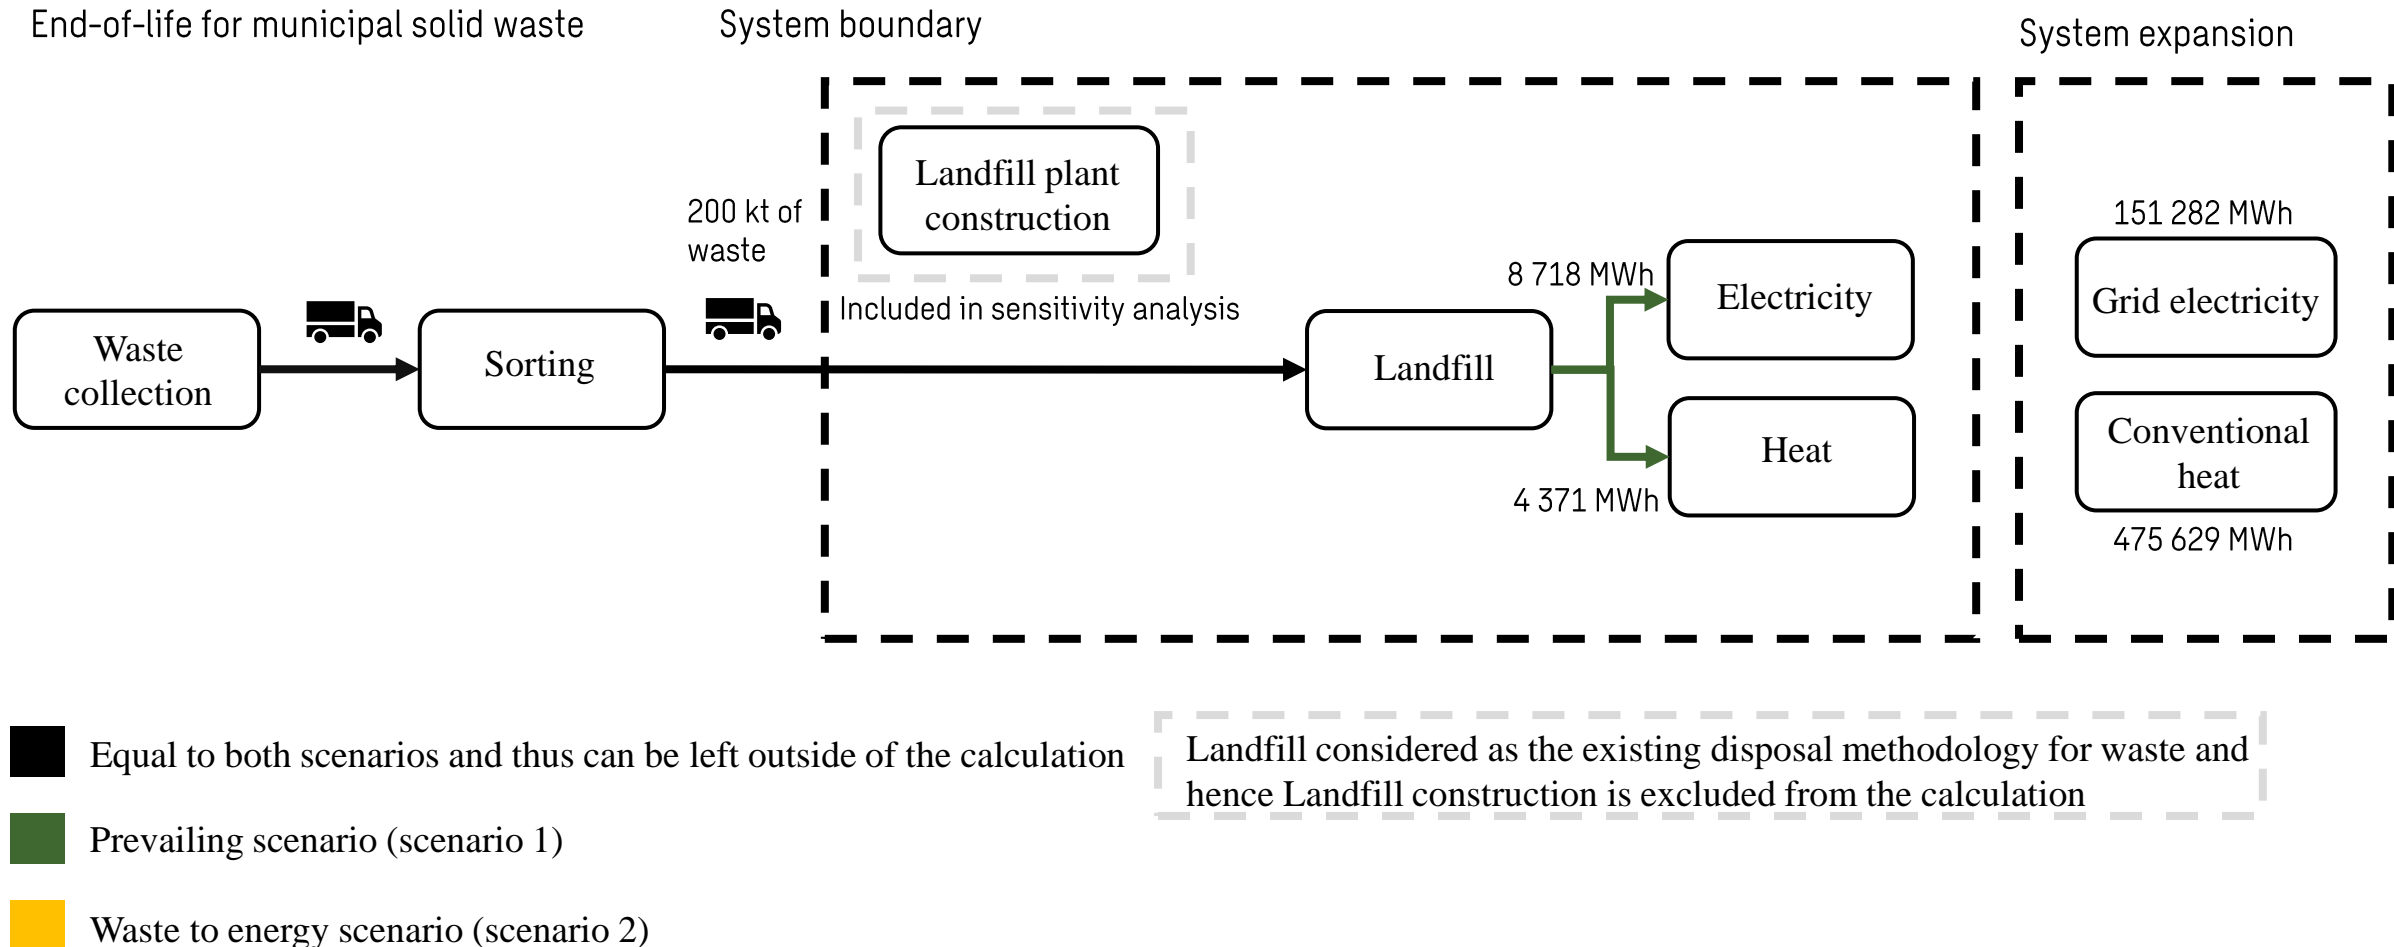 End-of-life for municipal solid waste
System boundary
System expansion
Landfill plant
construction
200 kt of
waste
151 282 MWh
8 718 MWh
Electricity
Grid electricity
Included in sensitivity analysis
Waste
collection
Sorting
Landfill
Heat
Conventional
heat
4 371 MWh
475 629 MWh
Equal to both scenarios and thus can be left outside of the calculation
Landfill considered as the existing disposal methodology for waste and
hence Landfill construction is excluded from the calculation
Prevailing scenario (scenario 1)
Waste to energy scenario (scenario 2)